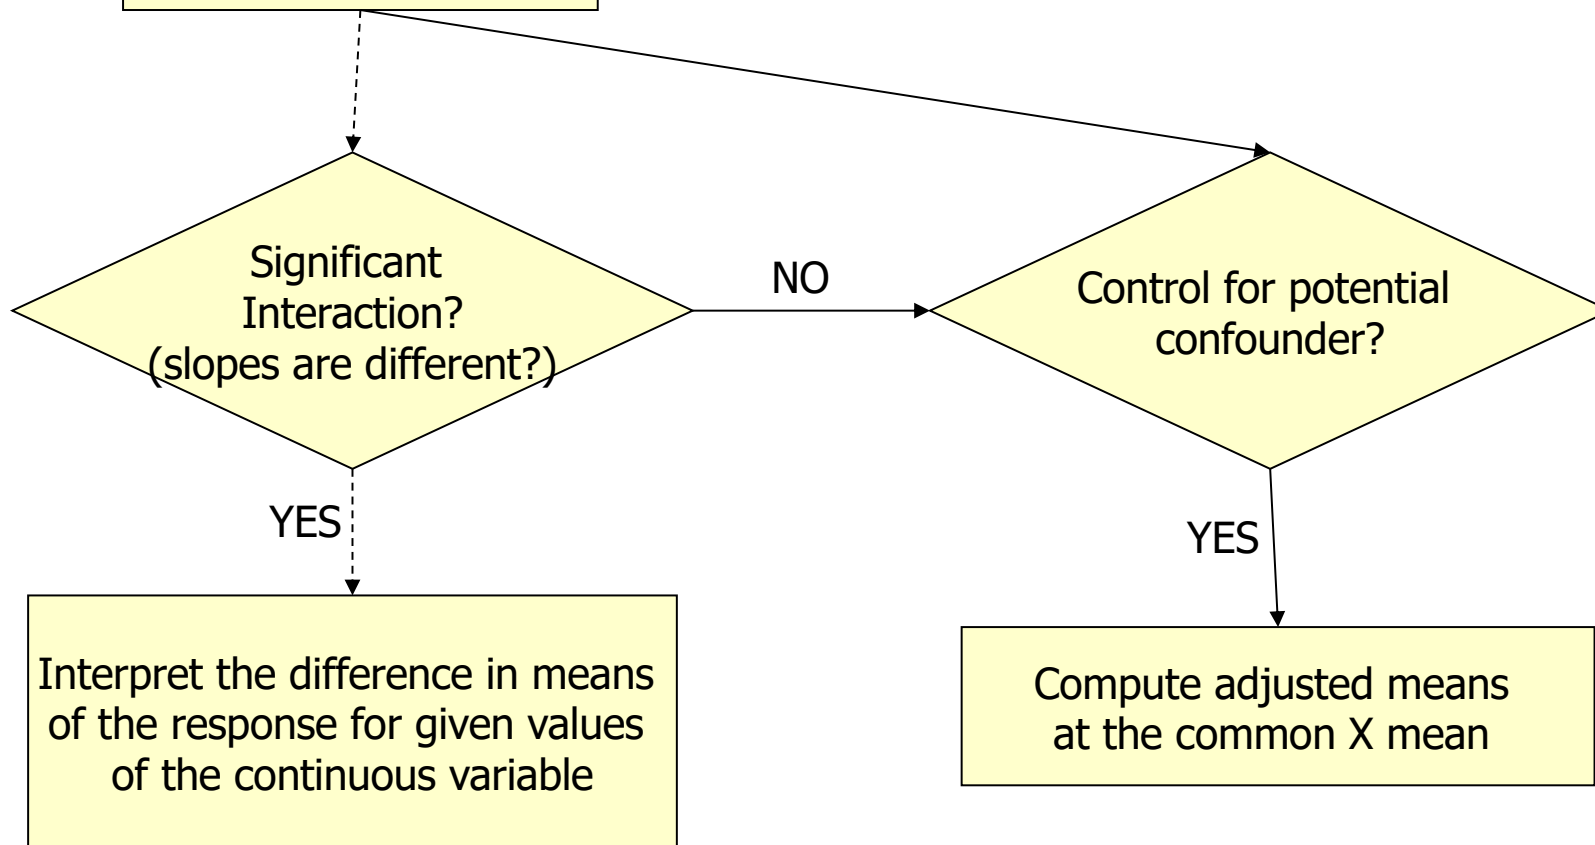 Significant
Interaction?
(slopes are different?)
NO
Control for potential
confounder?
YES
YES
Interpret the difference in means
of the response for given values
of the continuous variable
Compute adjusted means
at the common X mean